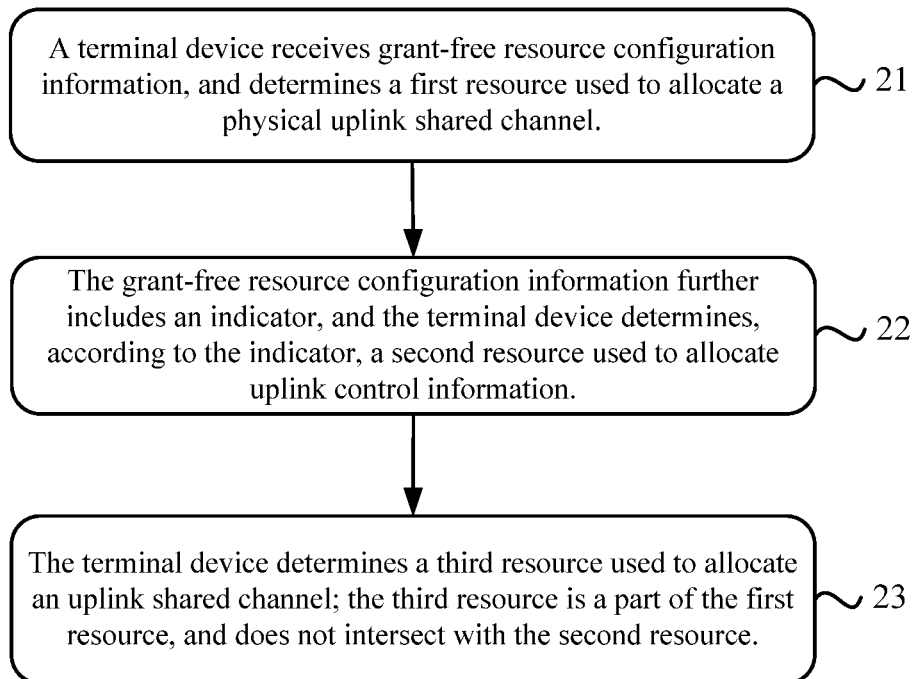 A terminal device receives grant-free resource configuration
information, and determines a first resource used to allocate a
physical uplink shared channel.
21
The grant-free resource configuration information further
includes an indicator, and the terminal device determines,
according to the indicator, a second resource used to allocate
uplink control information.
22
The terminal device determines a third resource used to allocate
an uplink shared channel; the third resource is a part of the first
resource, and does not intersect with the second resource.
23